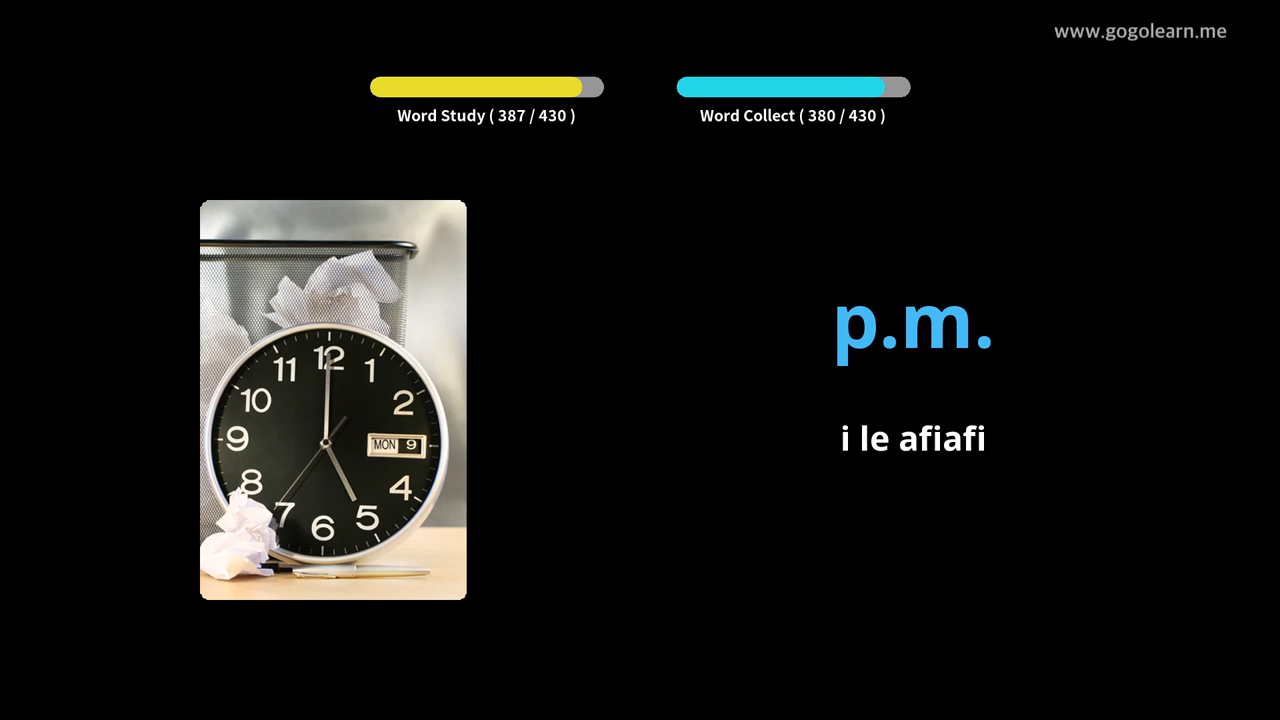 www.gogolearn.me
Word Study ( 387 / 430 )
Word Collect ( 380 / 430 )
p.m.
i le afiafi
12
11
1
10
2
9
MON 9
8
4
7
5
6